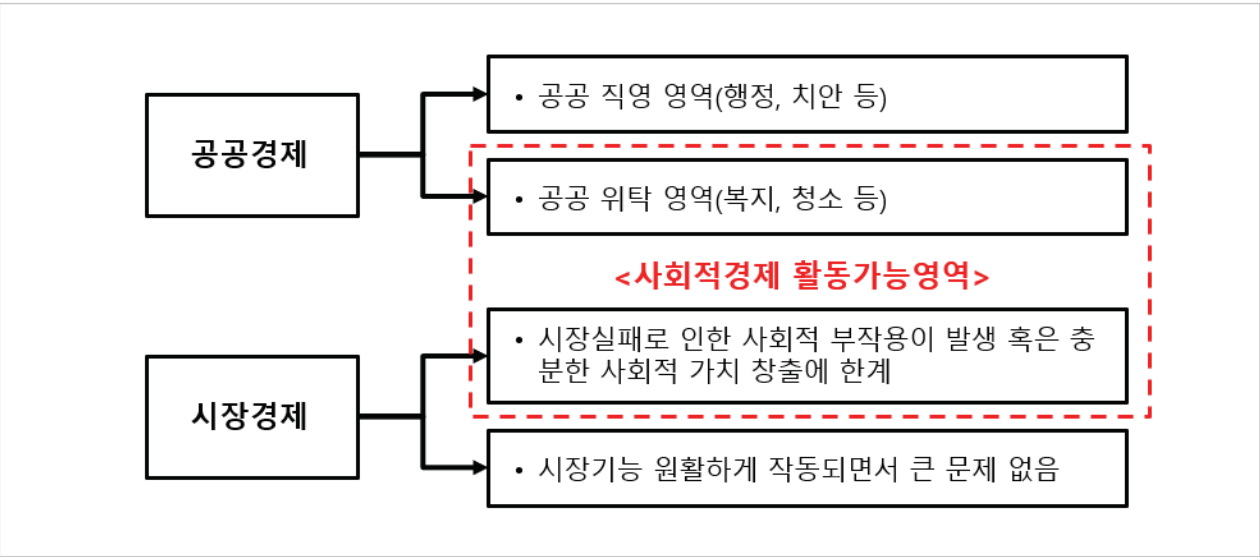 공공경제
• 공공 직영 영역(행정, 치안 등)
• 공공 위탁 영역(복지, 청소 등)
<사회적경제 활동가능영역>
시장경제
• 시장실패로 인한 사회적 부작용이 발생 혹은 충
분한 사회적 가치 창출에 한계
• 시장기능 원활하게 작동되면서 큰 문제 없음